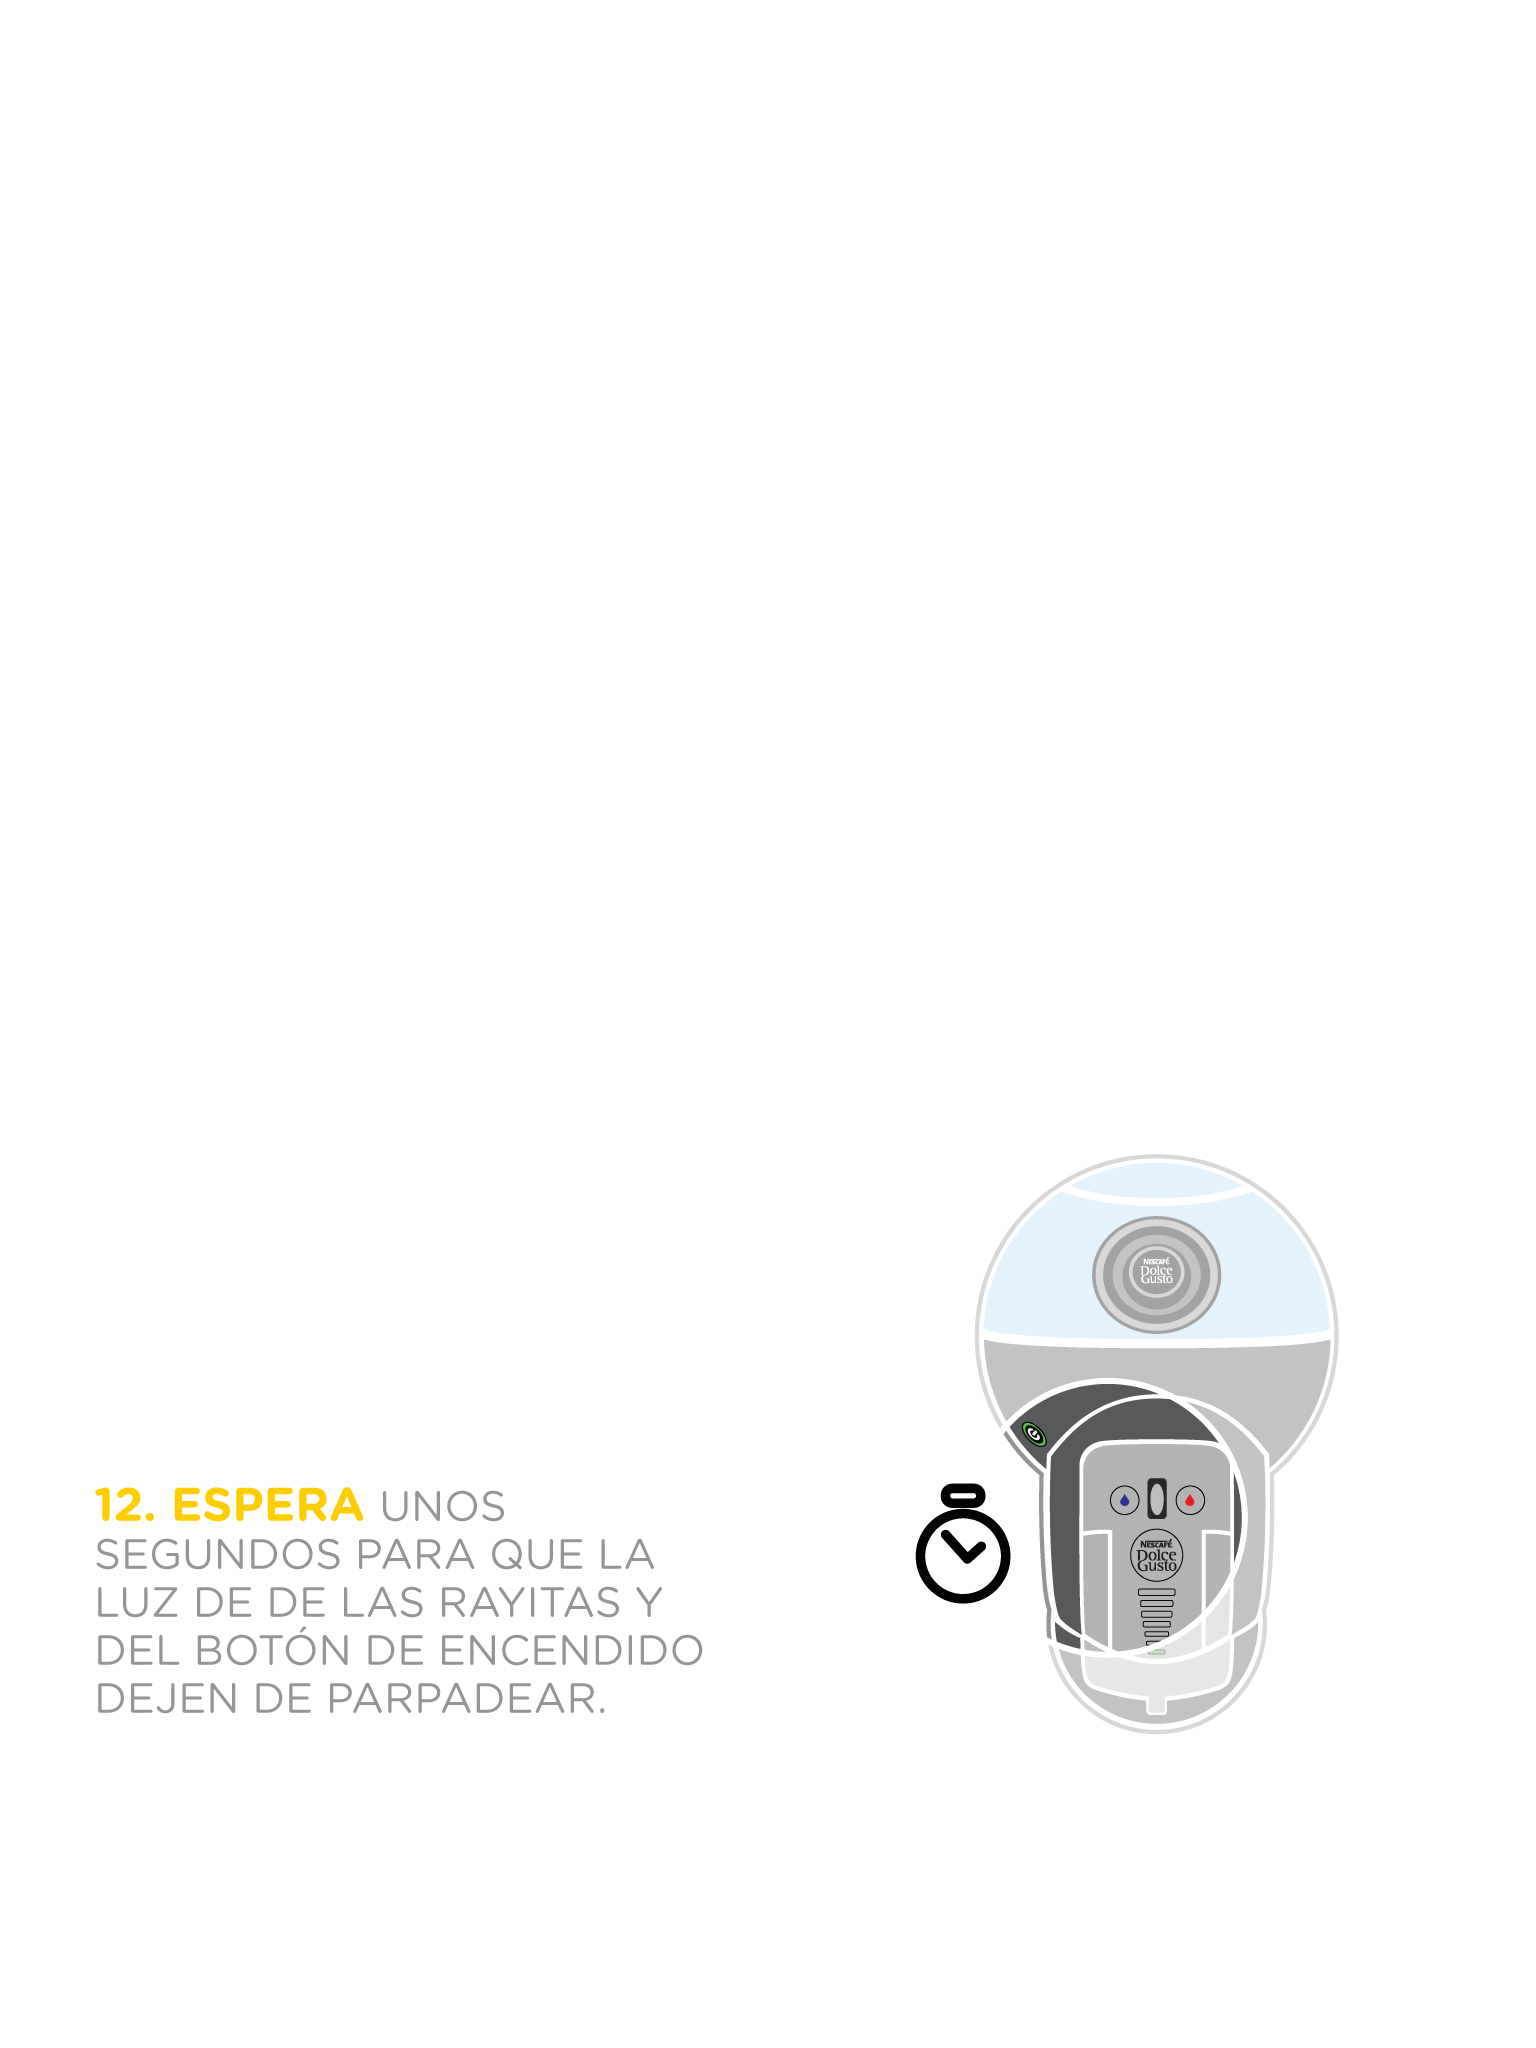 NESCAFÉ
Dolce
Gusto
12. ESPERA UNOS
SEGUNDOS PARA QUE LA
LUZ DE DE LAS RAYITAS Y
DEL BOTÓN DE ENCENDIDO
DEJEN DE PARPADEAR.
NESCAFÉ
Dolce
Gusto